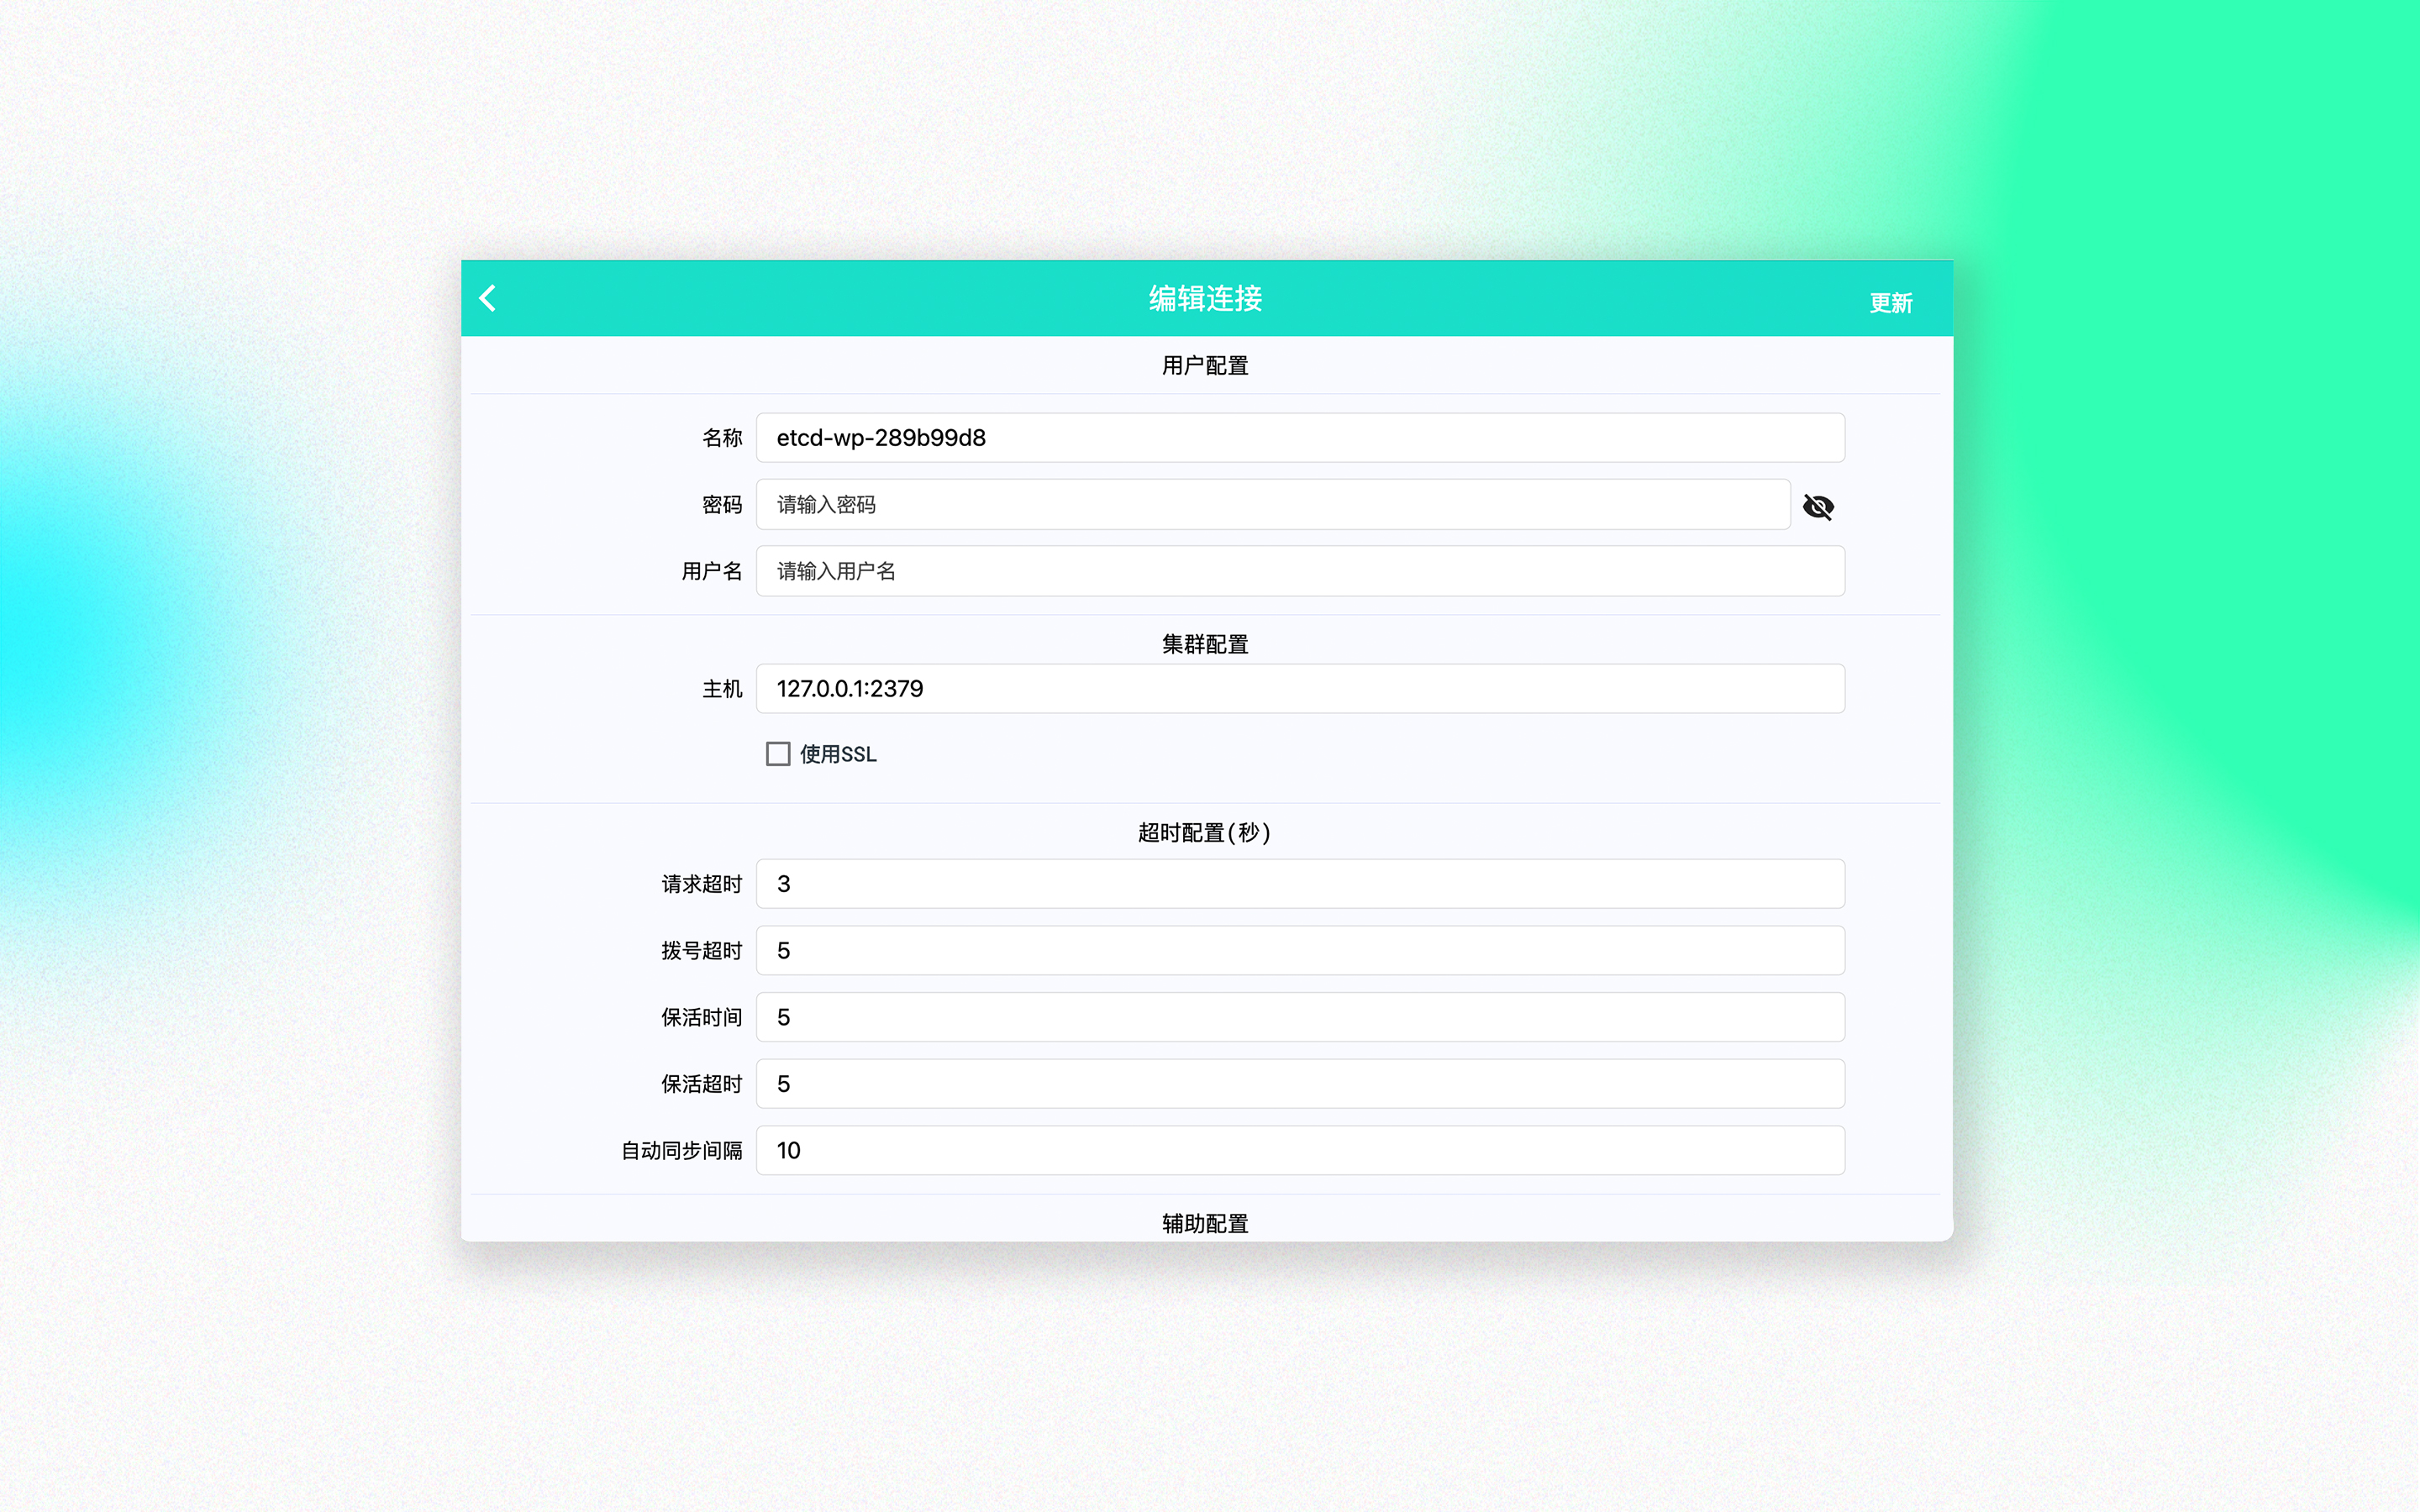 编辑连接
更新
用户配置
名称 etcd-wp-289b99d8
密码 请输入密码
用户名 请输入用户名
集群配置
主机 127.0.0.1:2379
使用SSL
超时配置(秒)
请求超时 3
拨号超时 5
保活时间 5
保活超时 5
自动同步间隔 10
辅助配置